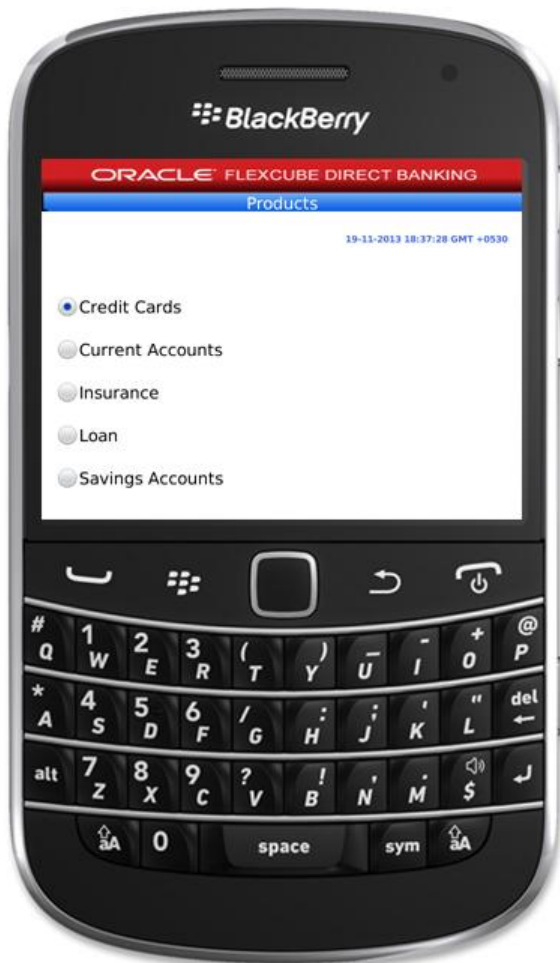 BlackBerry
ORACLE FLEXCUBE DIRECT BANKING
Products
19-11-2013 18:37:28 GMT +0530
Credit Cards
Current Accounts
Insurance
Loan
Savings Accounts
# 1 2 3 ( ) _ - + @
Q W E R T Y U I O P
* 4 5 6 / : ; ' " del
A S D F G H J K L
alt 7 8 9 ? ! , .
Z X C V B N M $
aA 0 space sym aA